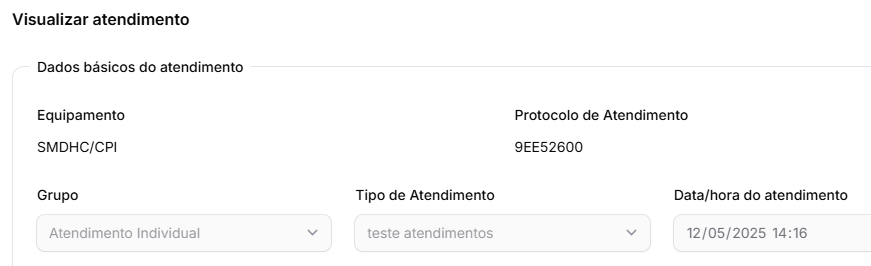 Visualizar atendimento
Dados básicos do atendimento
Equipamento
Protocolo de Atendimento
SMDHC/CPI
9EE52600
Grupo
Tipo de Atendimento
Data/hora do atendimento
Atendimento Individual
teste atendimentos
12/05/2025 14:16